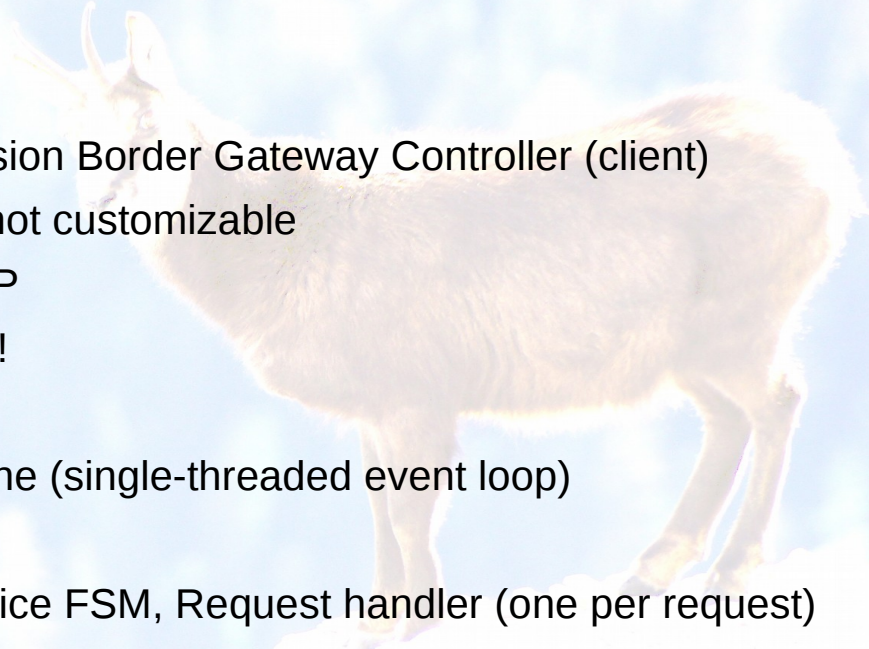 sion Border Gateway Controller (client)
not customizable
P
!
ne (single-threaded event loop)
ice FSM, Request handler (one per request)